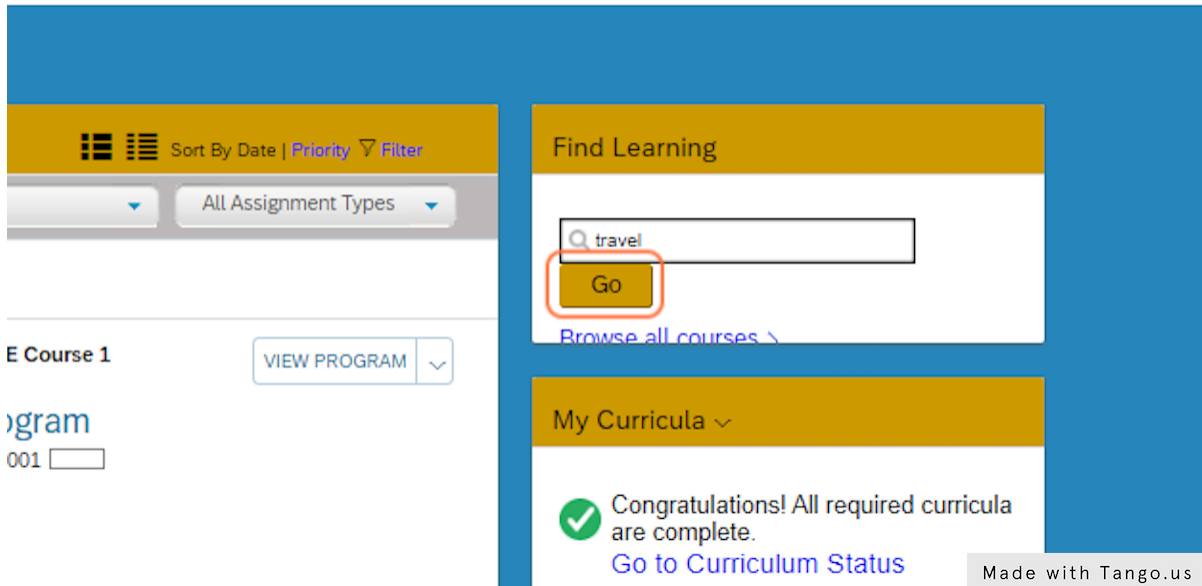 Sort By Date | Priority Filter
All Assignment Types
E Course 1
VIEW PROGRAM
ogram
001
Find Learning
travel
Go
Browse all courses >
My Curricula
Congratulations! All required curricula
are complete.
Go to Curriculum Status
Made with Tango.us